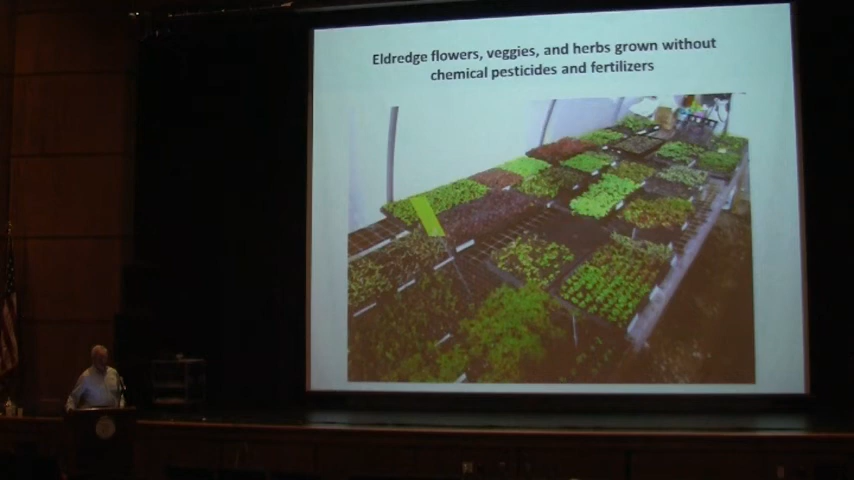 Eldredge flowers, veggies, and herbs grown without
chemical pesticides and fertilizers